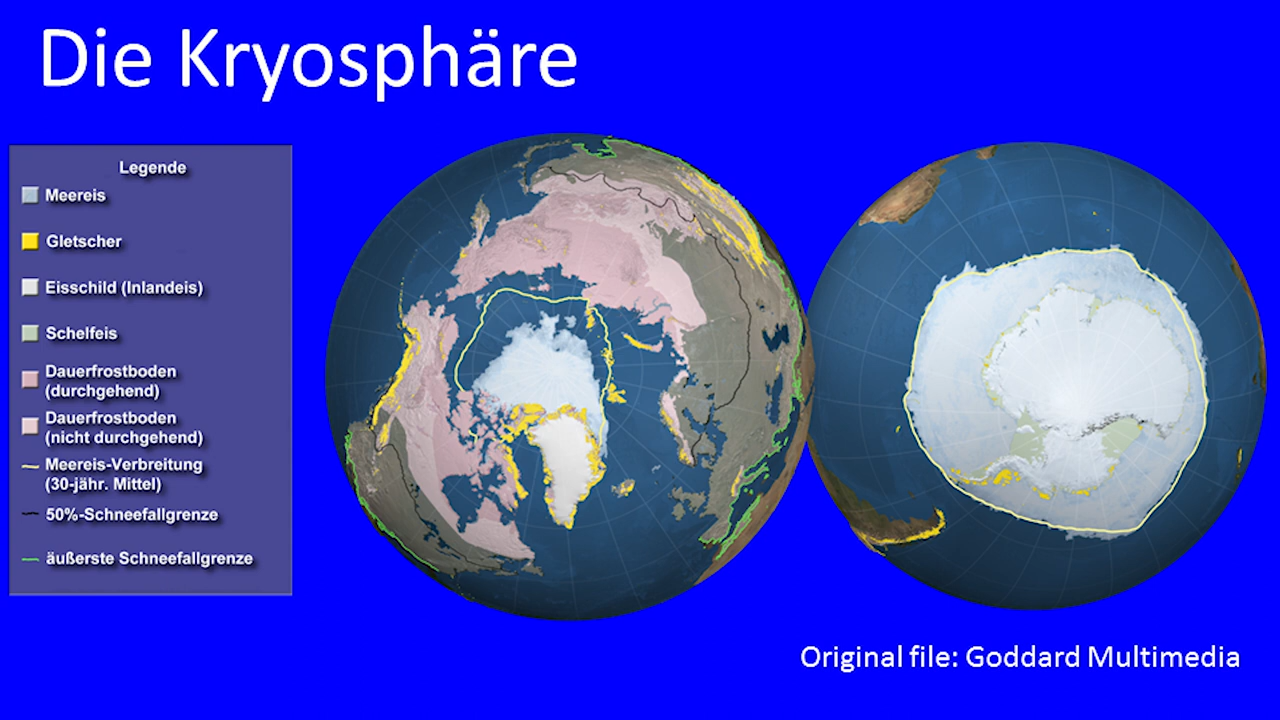 Die Kryosphäre
Legende
Meereis
Gletscher
Eisschild (Inlandeis)
Schelfeis
Dauerfrostboden
(durchgehend)
Dauerfrostboden
(nicht durchgehend)
Meereis-Verbreitung
(30-jähr. Mittel)
50%-Schneefallgrenze
äußerste Schneefallgrenze
Original file: Goddard Multimedia